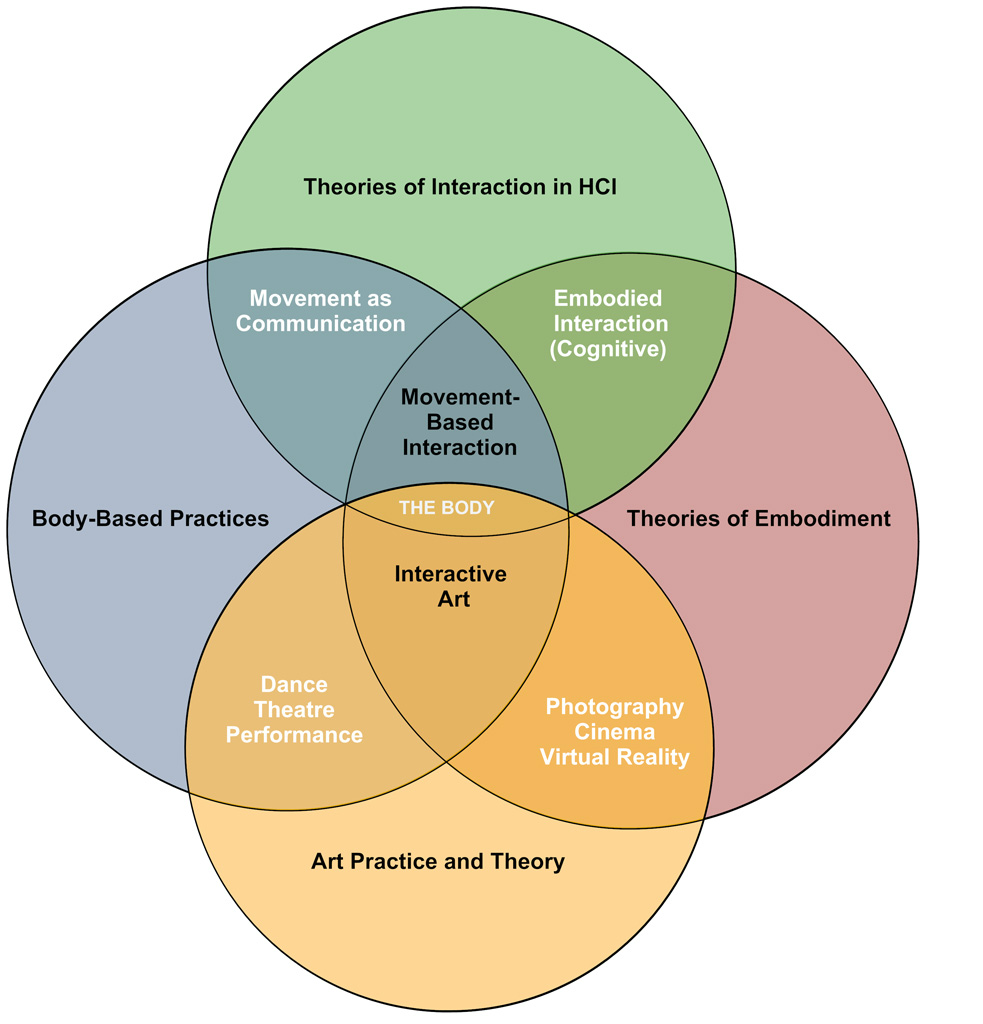 Theories of Interaction in HCI
Movement as
Communication
Embodied
Interaction
(Cognitive)
Movement-
Based
Interaction
Body-Based Practices
THE BODY
Theories of Embodiment
Interactive
Art
Dance
Theatre
Performance
Photography
Cinema
Virtual Reality
Art Practice and Theory